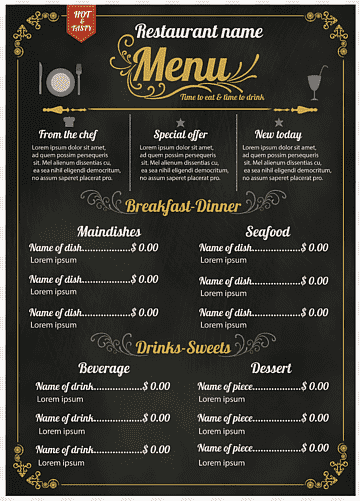 HOT
&
TASTY
Restaurant name
Menu
Time to eat & time to drink
From the chef
Lorem ipsum dolor sit amet,
ad pauor pemsequeris
sit. Mel alienum dissentias cu,
ea sea nihil eligendi democritum,
no assum saperet placerat pro.
Special offer
Lorem ipsum dolor sit amet,
ad pauor pemsequeris
sit. Mel alienum dissentias cu,
ea sea nihil eligendi democritum,
no assum saperet placerat pro.
New today
Lorem ipsum dolor sit amet,
ad pauor pemsequeris
sit. Mel alienum dissentias cu,
ea sea nihil eligendi democritum,
no assum saperet placerat pro.
Breakfast-Dinner
Maindishes
Name of dish...................$ 0.00
Lorem ipsum
Name of dish...................$ 0.00
Lorem ipsum
Name of dish...................$ 0.00
Lorem ipsum
Seafood
Name of dish...................$ 0.00
Lorem ipsum
Name of dish...................$ 0.00
Lorem ipsum
Name of dish...................$ 0.00
Lorem ipsum
Drinks-Sweets
Beverage
Name of drink...................$ 0.00
Lorem ipsum
Name of drink...................$ 0.00
Lorem ipsum
Name of drink...................$ 0.00
Lorem ipsum
Dessert
Name of piece...................$ 0.00
Lorem ipsum
Name of piece...................$ 0.00
Lorem ipsum
Name of piece...................$ 0.00
Lorem ipsum